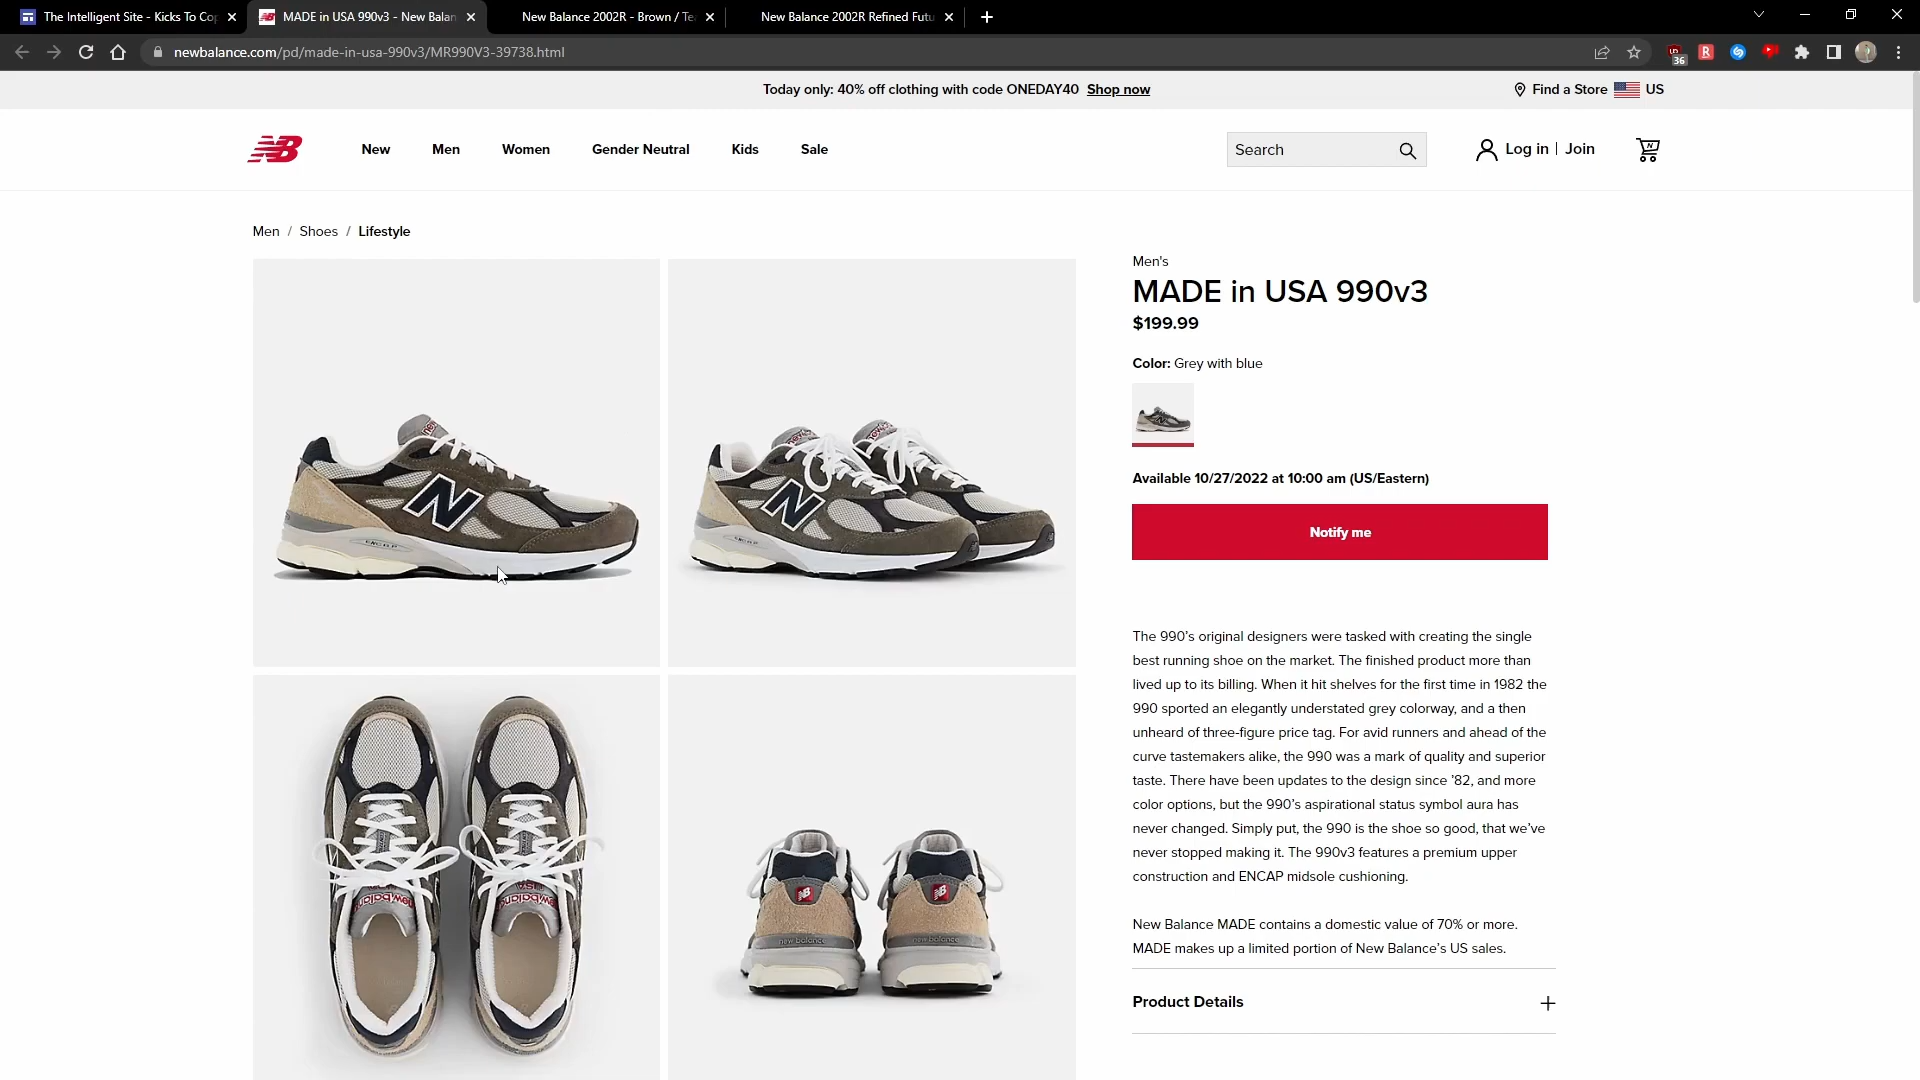 The Intelligent Site - Kicks To Cop
MADE in USA 990v3 - New Balan
New Balance 2002R - Brown / Te
New Balance 2002R Refined Futu
newbalance.com/pd/made-in-usa-990v3/MR990V3-39738.html
36
Today only: 40% off clothing with code ONEDAY40 Shop now
Find a Store US
New Men Women Gender Neutral Kids Sale
Search
Log in | Join
Men / Shoes / Lifestyle
Men's
MADE in USA 990v3
$199.99
Color: Grey with blue
Available 10/27/2022 at 10:00 am (US/Eastern)
Notify me
The 990’s original designers were tasked with creating the single
best running shoe on the market. The finished product more than
lived up to its billing. When it hit shelves for the first time in 1982 the
990 sported an elegantly understated grey colorway, and a then
unheard of three-figure price tag. For avid runners and ahead of the
curve tastemakers alike, the 990 was a mark of quality and superior
taste. There have been updates to the design since ’82, and more
color options, but the 990’s aspirational status symbol aura has
never changed. Simply put, the 990 is the shoe so good, that we’ve
never stopped making it. The 990v3 features a premium upper
construction and ENCAP midsole cushioning.
New Balance MADE contains a domestic value of 70% or more.
MADE makes up a limited portion of New Balance’s US sales.
Product Details